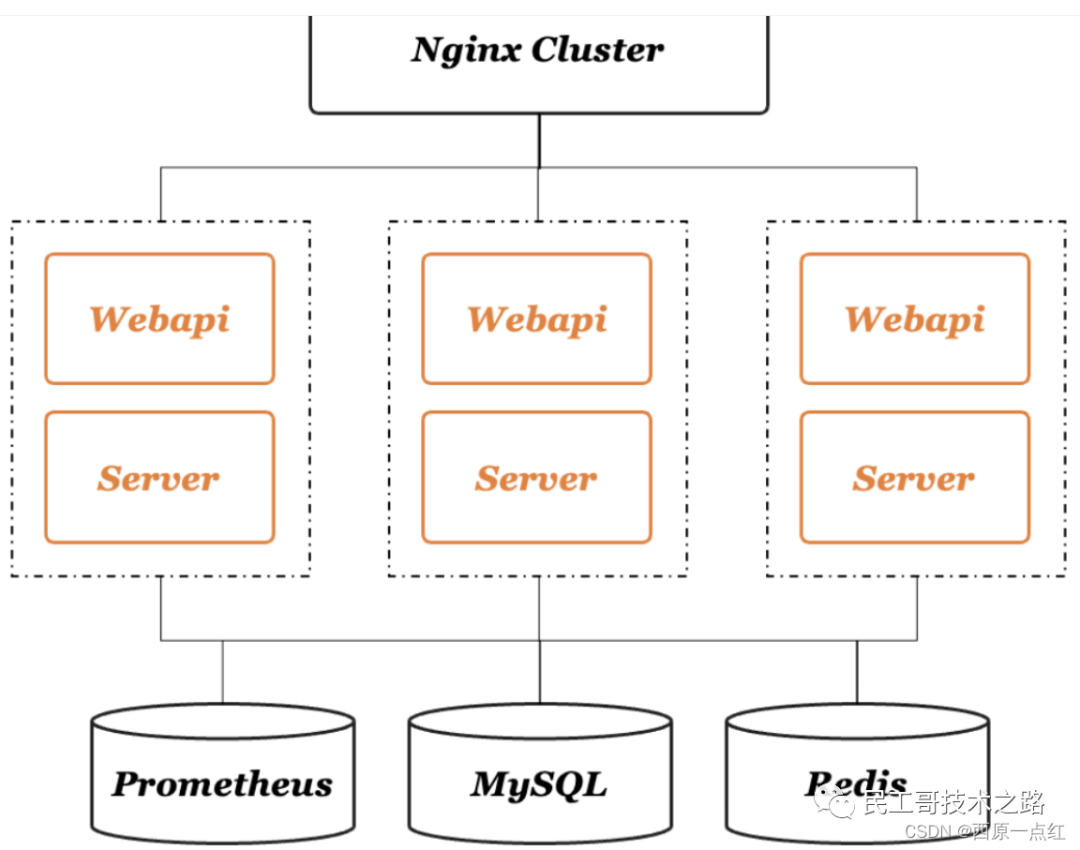 Nginx Cluster
Webapi Webapi Webapi
Server Server Server
Prometheus MySQL Redis
民工哥技术之路
CSDN @西原一点红